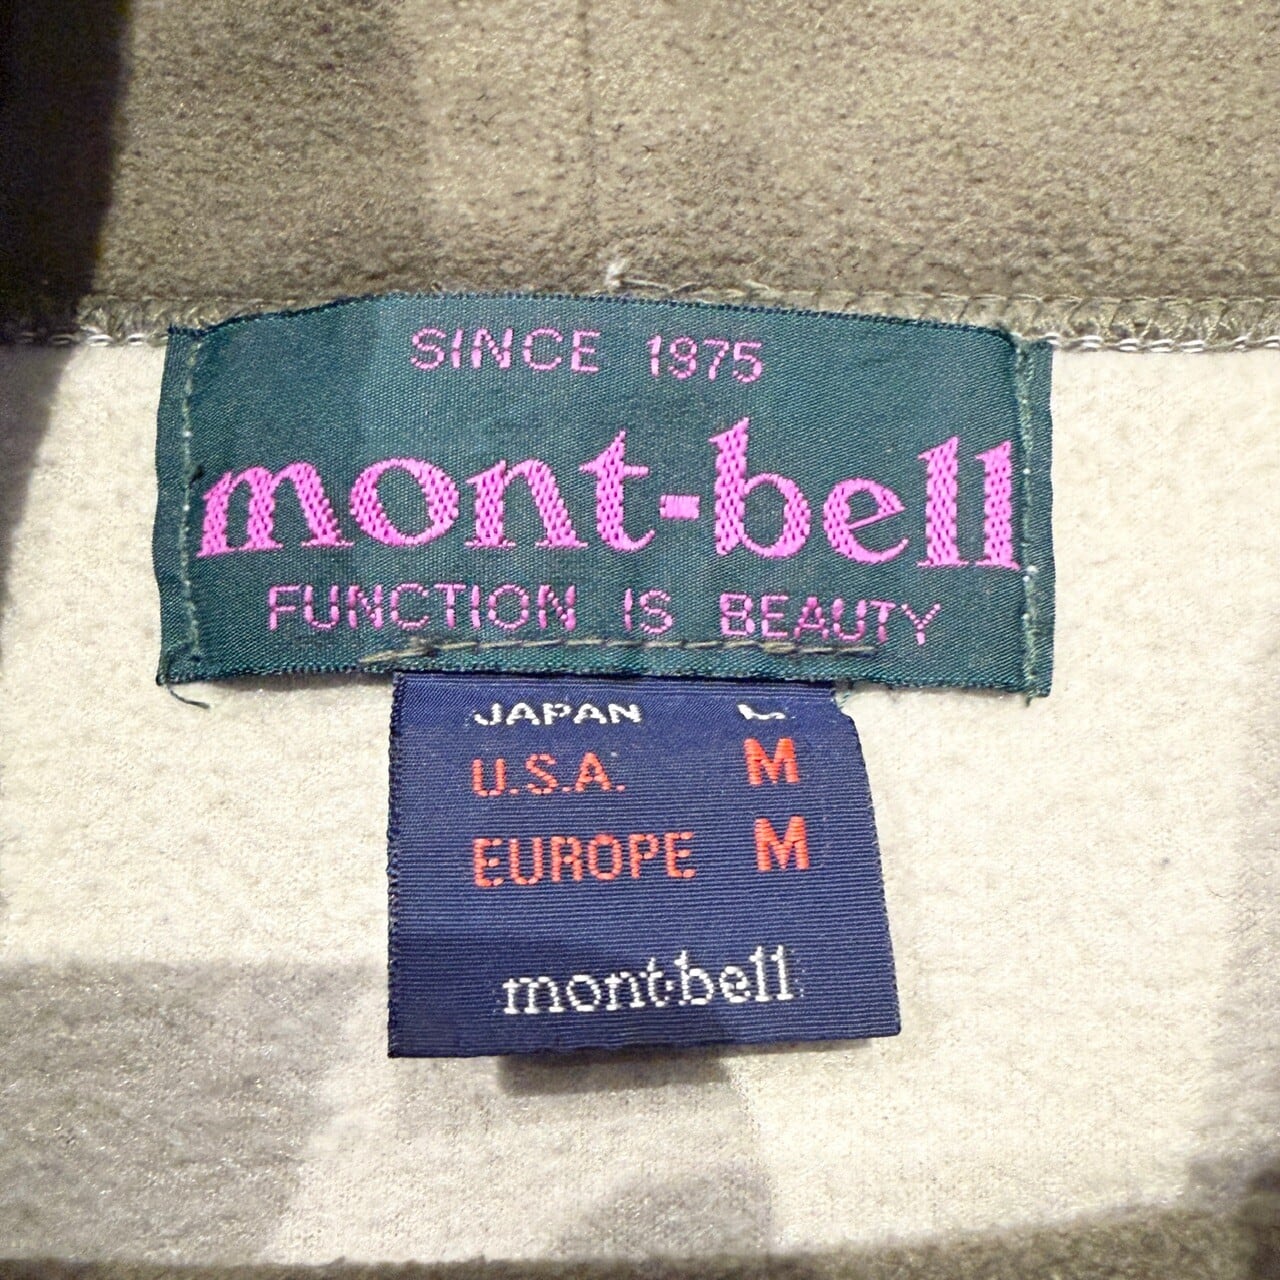 SINCE 1975
mont-bell
FUNCTION IS BEAUTY
JAPAN L
U.S.A. M
EUROPE M
mont·bell